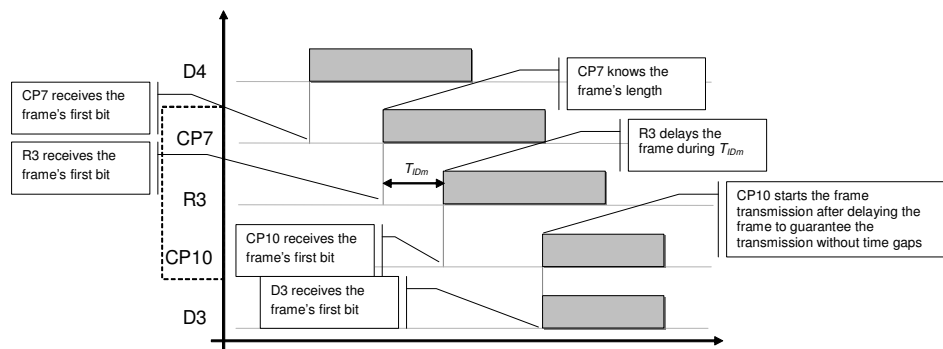 D4
CP7
R3
CP10
D3
CP7 receives the
frame's first bit
R3 receives the
frame's first bit
CP7 knows the
frame's length
R3 delays the
frame during TIDm
TIDm
CP10 starts the frame
transmission after delaying the
frame to guarantee the
transmission without time gaps
CP10 receives the
frame's first bit
D3 receives the
frame's first bit